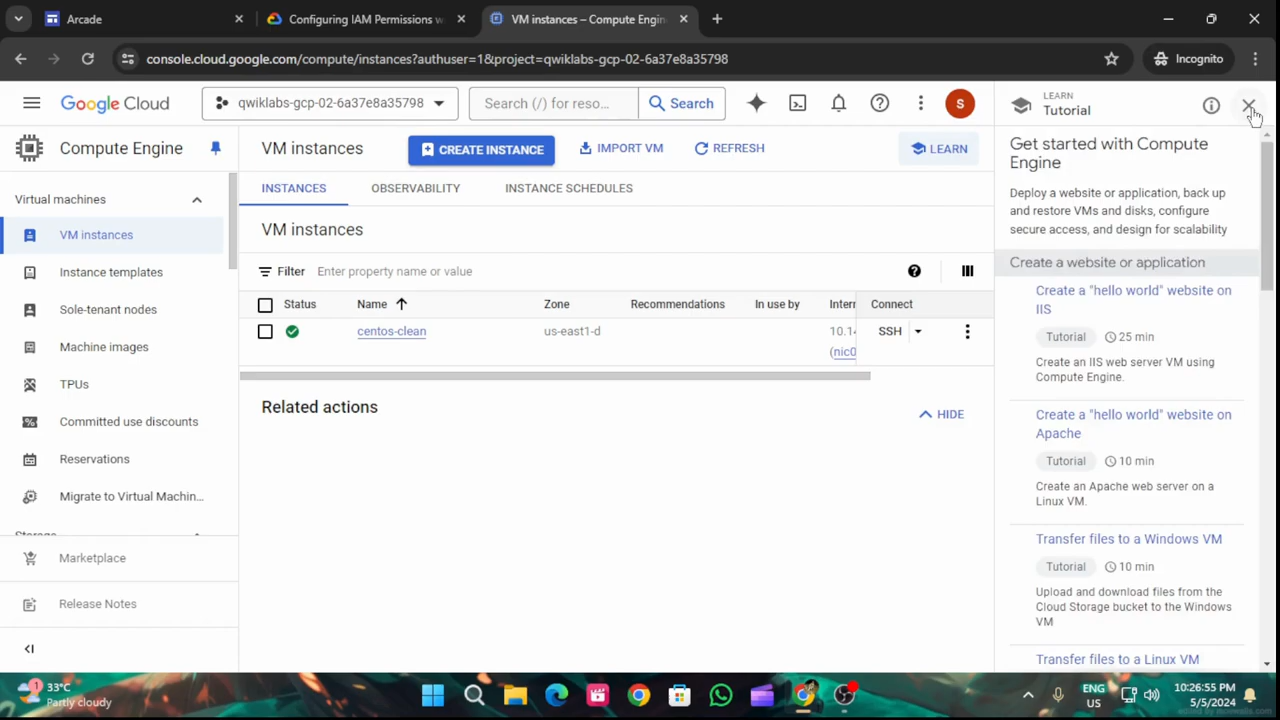 Arcade
Configuring IAM Permissions w
VM instances – Compute Engin
console.cloud.google.com/compute/instances?authuser=1&project=qwiklabs-gcp-02-6a37e8a35798
Incognito
Google Cloud
qwiklabs-gcp-02-6a37e8a35798
Search (/) for reso...
Search
S
LEARN
Tutorial
Compute Engine
VM instances
CREATE INSTANCE
IMPORT VM
REFRESH
LEARN
Virtual machines
VM instances
Instance templates
Sole-tenant nodes
Machine images
TPUs
Committed use discounts
Reservations
Migrate to Virtual Machin...
Storage
Marketplace
Release Notes
INSTANCES
OBSERVABILITY
INSTANCE SCHEDULES
VM instances
Filter
Enter property name or value
Status
Name
Zone
Recommendations
In use by
Intern
Connect
centos-clean
us-east1-d
10.14
(nic0
SSH
Related actions
HIDE
Get started with Compute
Engine
Deploy a website or application, back up
and restore VMs and disks, configure
secure access, and design for scalability
Create a website or application
Create a "hello world" website on
IIS
Tutorial
25 min
Create an IIS web server VM using
Compute Engine.
Create a "hello world" website on
Apache
Tutorial
10 min
Create an Apache web server on a
Linux VM.
Transfer files to a Windows VM
Tutorial
10 min
Upload and download files from the
Cloud Storage bucket to the Windows
VM
Transfer files to a Linux VM
1
33°C
Partly cloudy
ENG
US
10:26:55 PM
5/5/2024